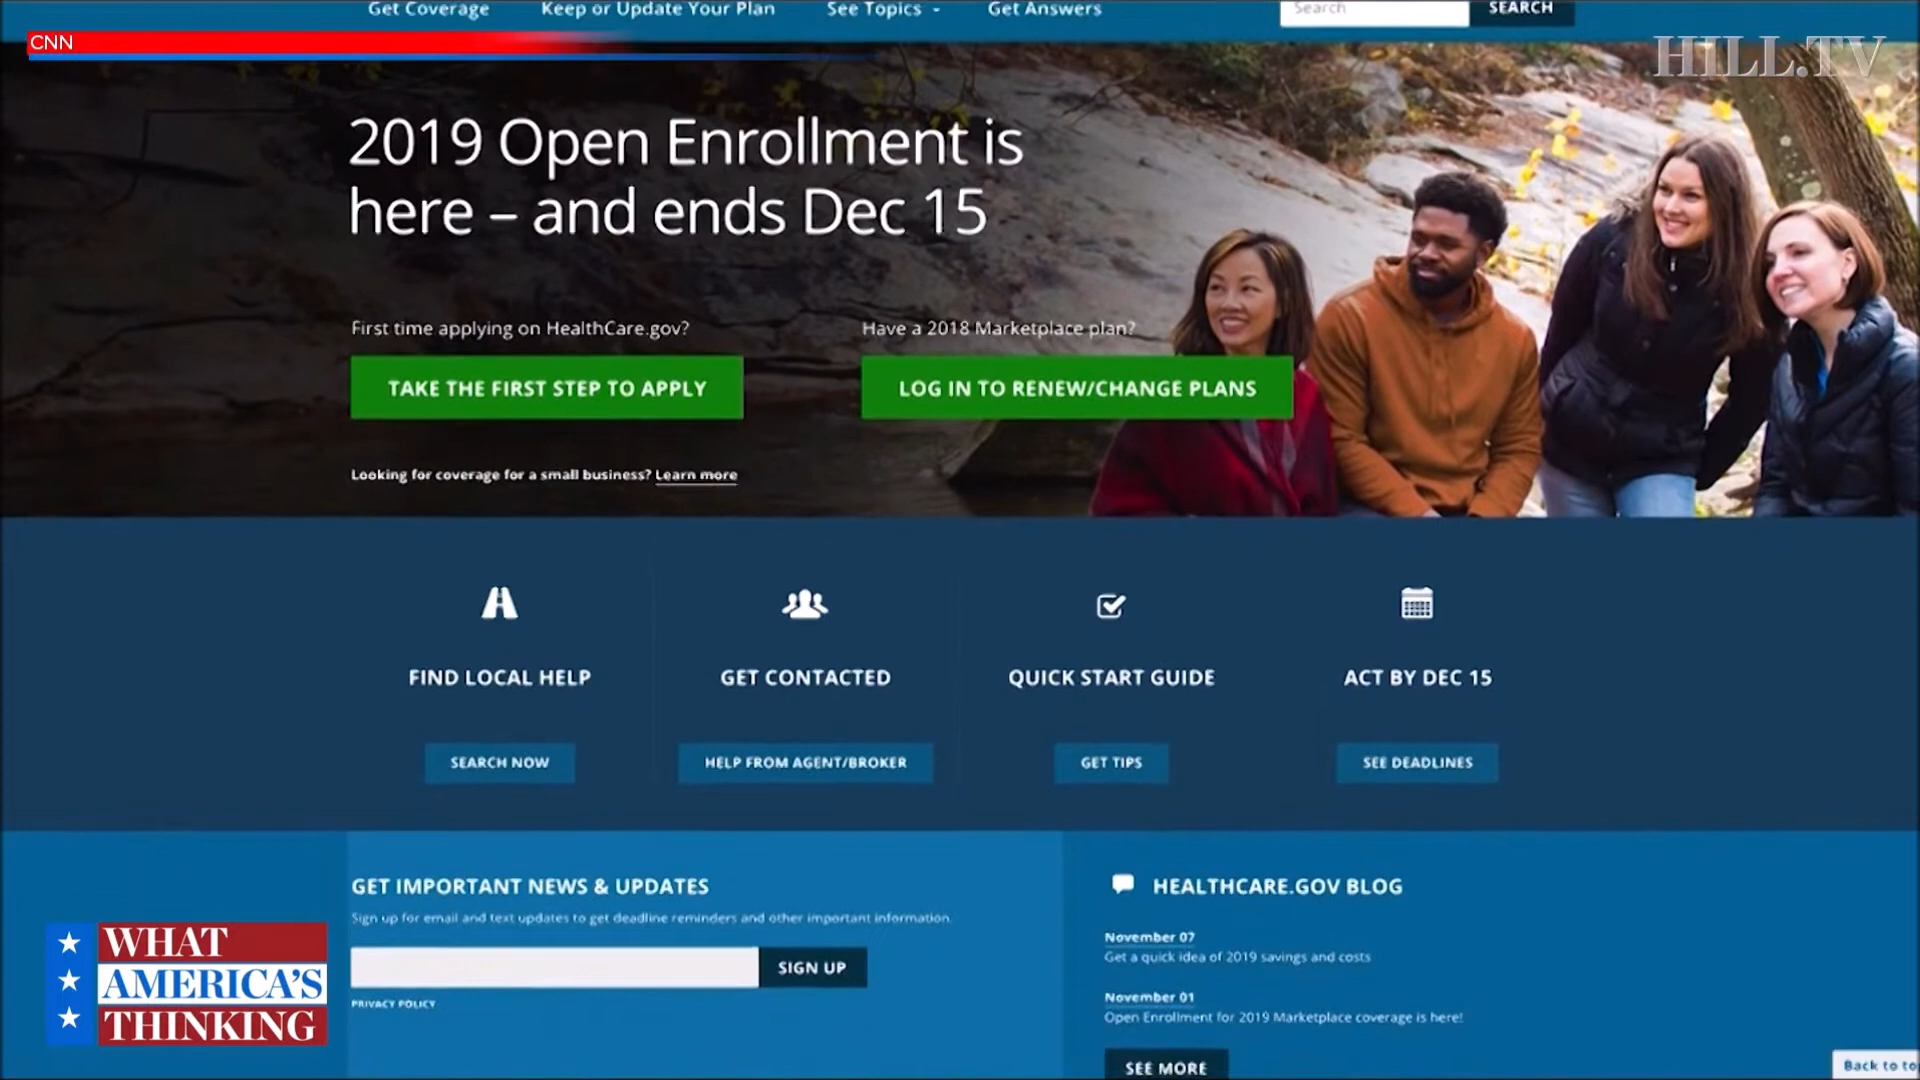 Get Coverage
Keep or Update Your Plan
See Topics
Get Answers
Search
SEARCH
CNN
HILL.TV
2019 Open Enrollment is
here – and ends Dec 15
First time applying on HealthCare.gov?
Have a 2018 Marketplace plan?
TAKE THE FIRST STEP TO APPLY
LOG IN TO RENEW/CHANGE PLANS
Looking for coverage for a small business? Learn more
FIND LOCAL HELP
GET CONTACTED
QUICK START GUIDE
ACT BY DEC 15
SEARCH NOW
HELP FROM AGENT/BROKER
GET TIPS
SEE DEADLINES
GET IMPORTANT NEWS & UPDATES
Sign up for email and text updates to get deadline reminders and other important information.
SIGN UP
PRIVACY POLICY
HEALTHCARE.GOV BLOG
November 07
Get a quick idea of 2019 savings and costs
November 01
Open Enrollment for 2019 Marketplace coverage is here!
SEE MORE
Back to to
WHAT
AMERICA'S
THINKING